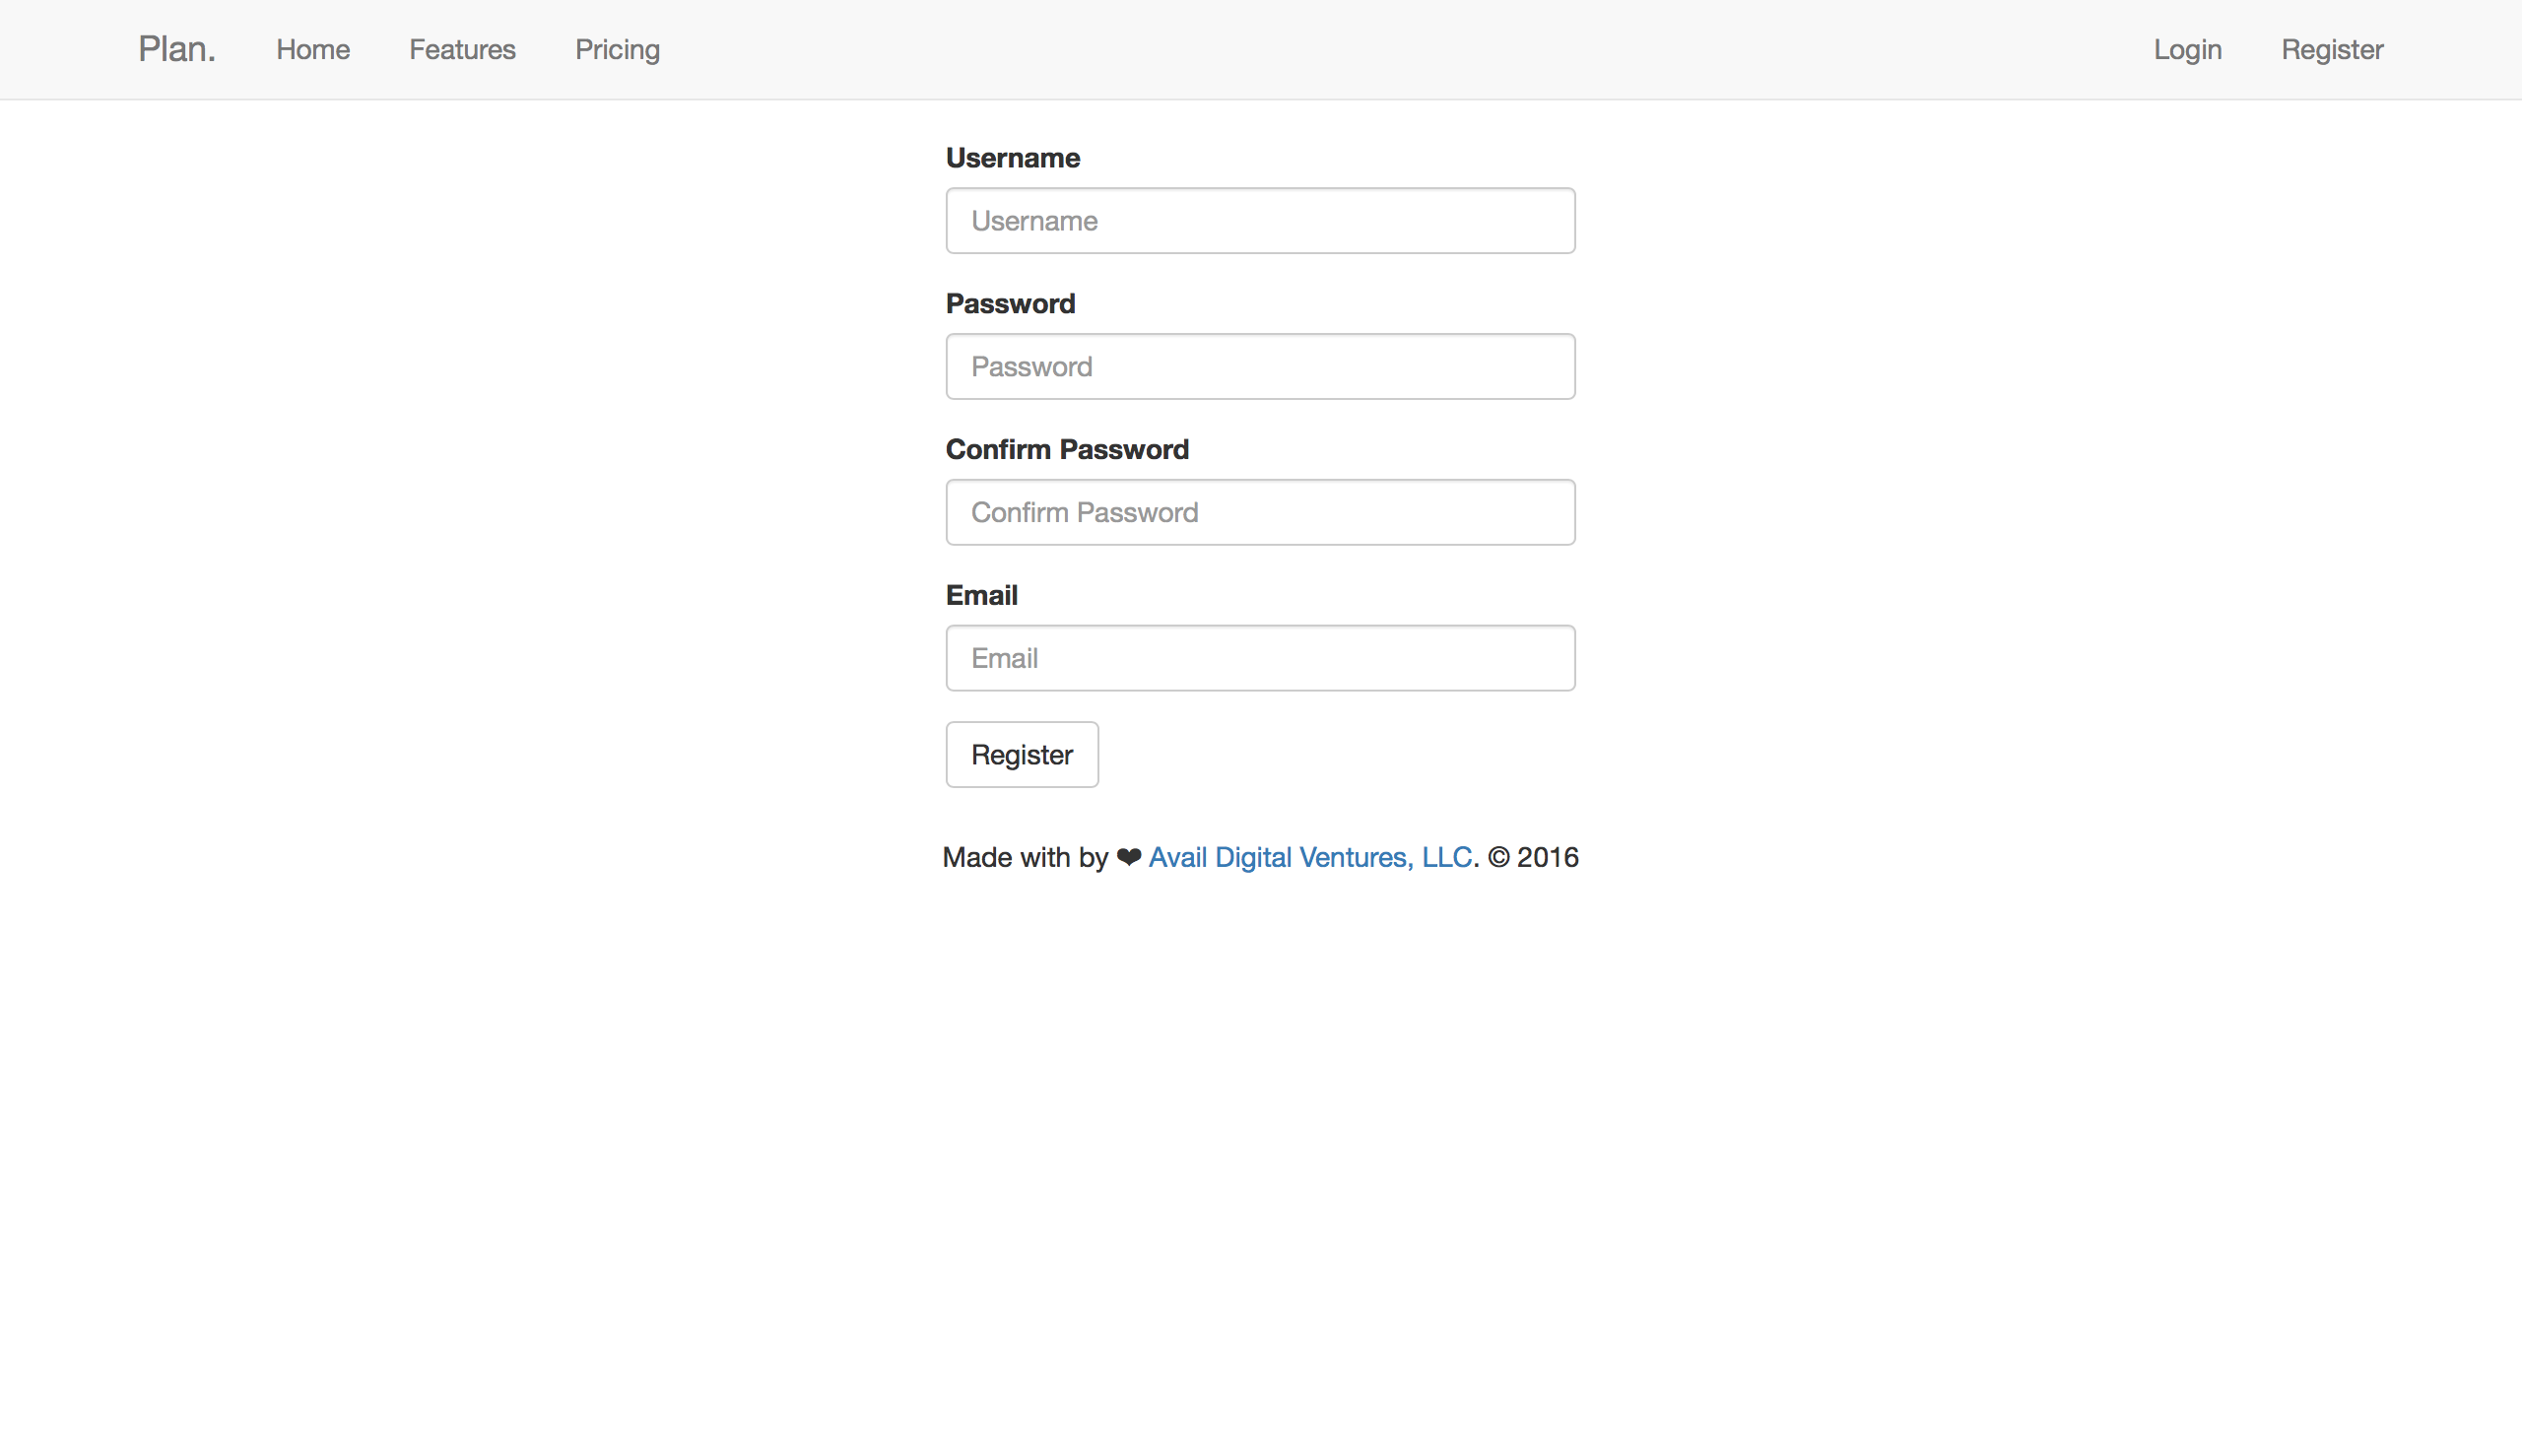 Plan. Home Features Pricing Login Register
Username
Username
Password
Password
Confirm Password
Confirm Password
Email
Email
Register
Made with by ❤ Avail Digital Ventures, LLC. © 2016